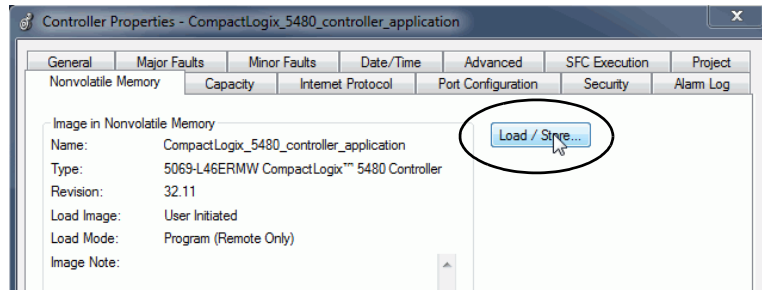 Controller Properties - CompactLogix_5480_controller_application
X
General Major Faults Minor Faults Date/Time Advanced SFC Execution Project
Nonvolatile Memory Capacity Internet Protocol Port Configuration Security Alarm Log
Image in Nonvolatile Memory
Name: CompactLogix_5480_controller_application
Load / Store...
Type: 5069-L46ERMW CompactLogix™ 5480 Controller
Revision: 32.11
Load Image: User Initiated
Load Mode: Program (Remote Only)
Image Note: